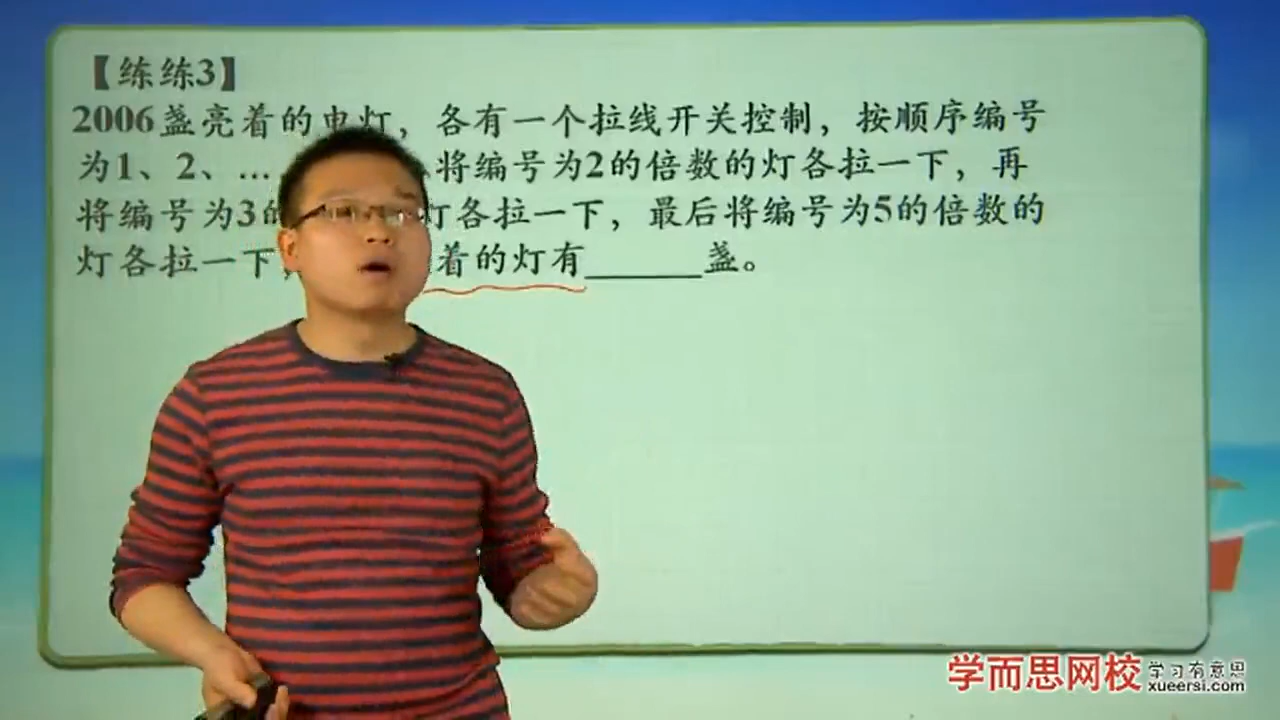 【练练3】
2006盏亮着的电灯，各有一个拉线开关控制，按顺序编号
为1、2、… 将编号为2的倍数的灯各拉一下，再
将编号为3的 灯各拉一下，最后将编号为5的倍数的
灯各拉一下， 着的灯有______盏。
学而思网校 学习有意思
xueersi.com